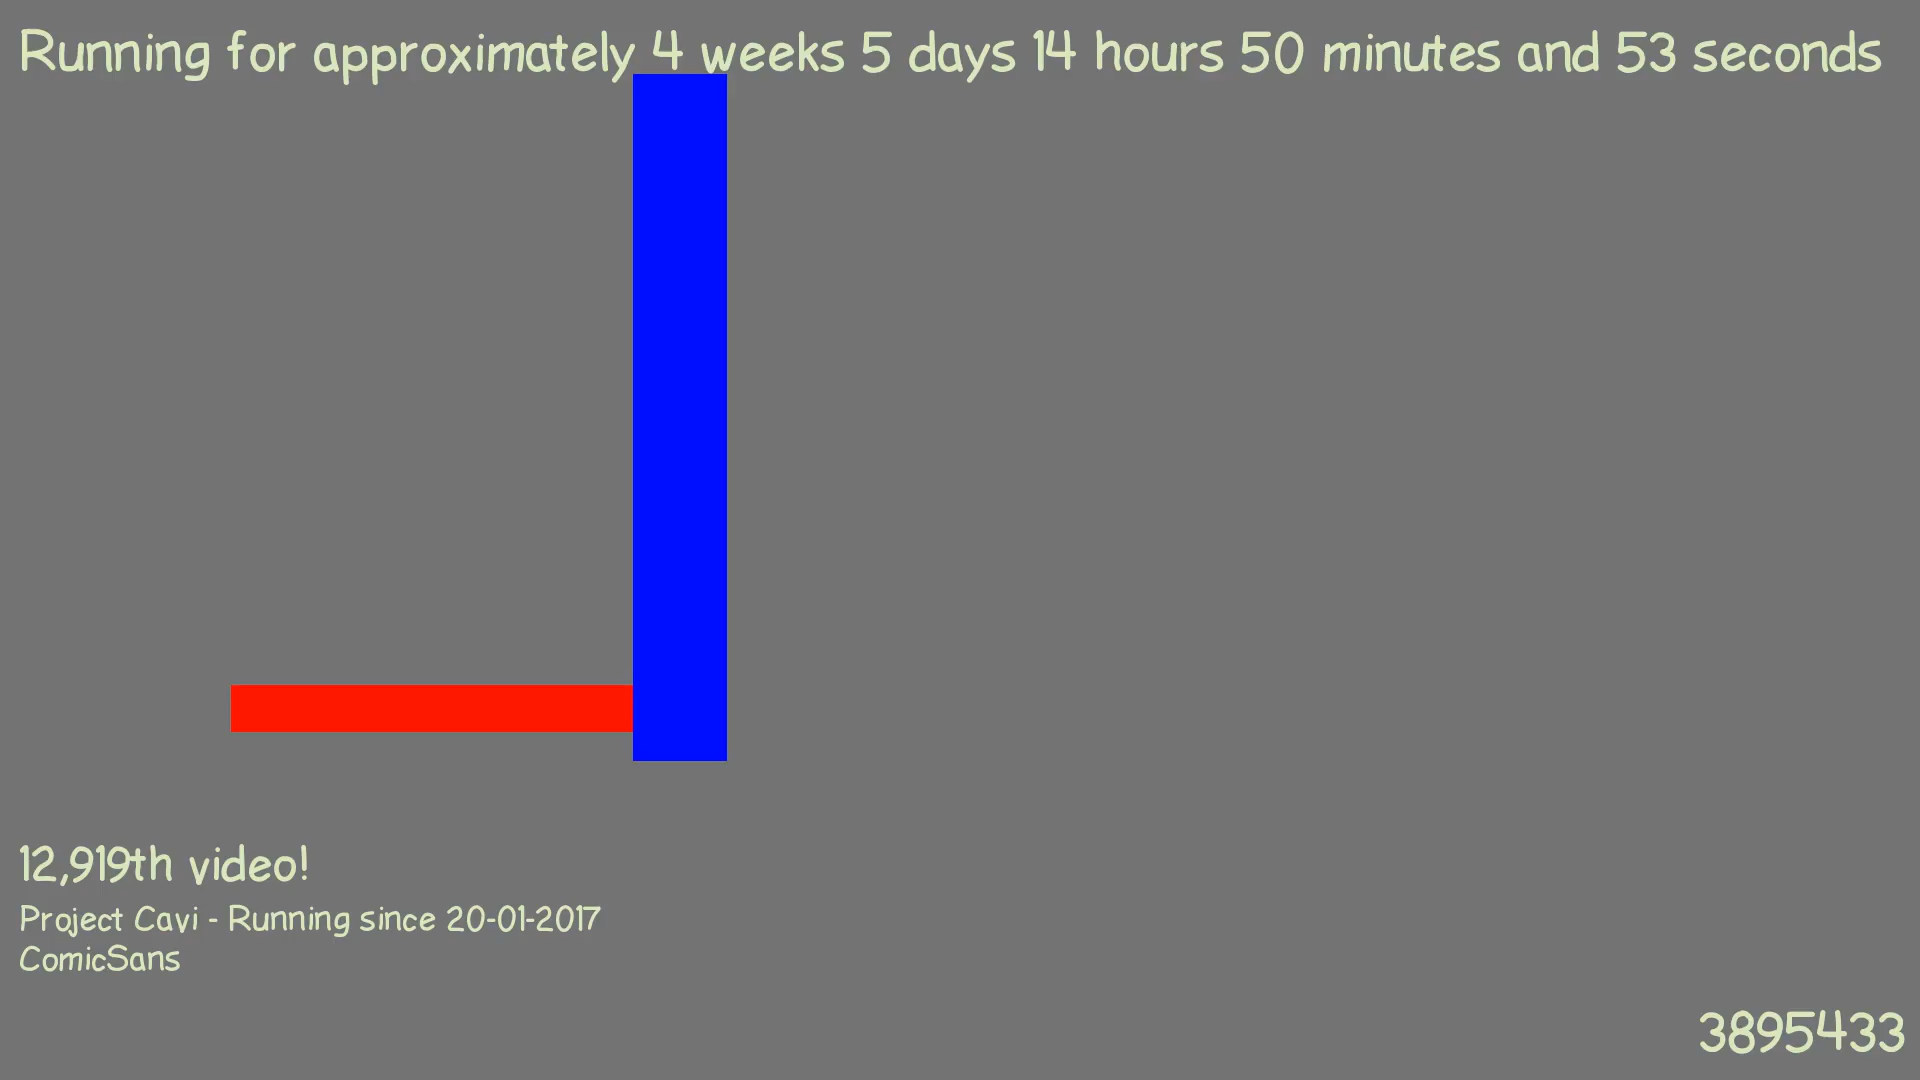 Running for approximately 4 weeks 5 days 14 hours 50 minutes and 53 seconds
12,919th video!
Project Cavi - Running since 20-01-2017
ComicSans
3895433